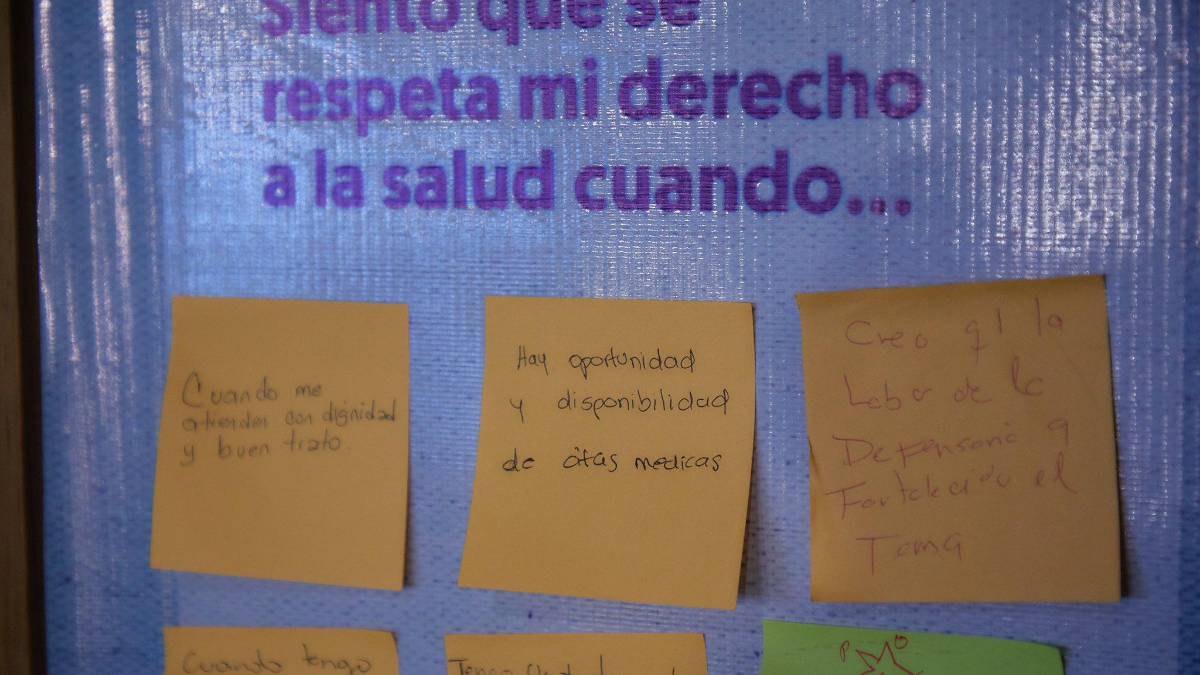 Siento que se
respeta mi derecho
a la salud cuando...
Cuando me
atienden con dignidad
y buen trato.
Hay oportunidad
y disponibilidad
de citas medicas
Creo q' la
Labor de la
Defensoria a
Fortalecido el
Tema
Cuando tengo
Tengo
P O